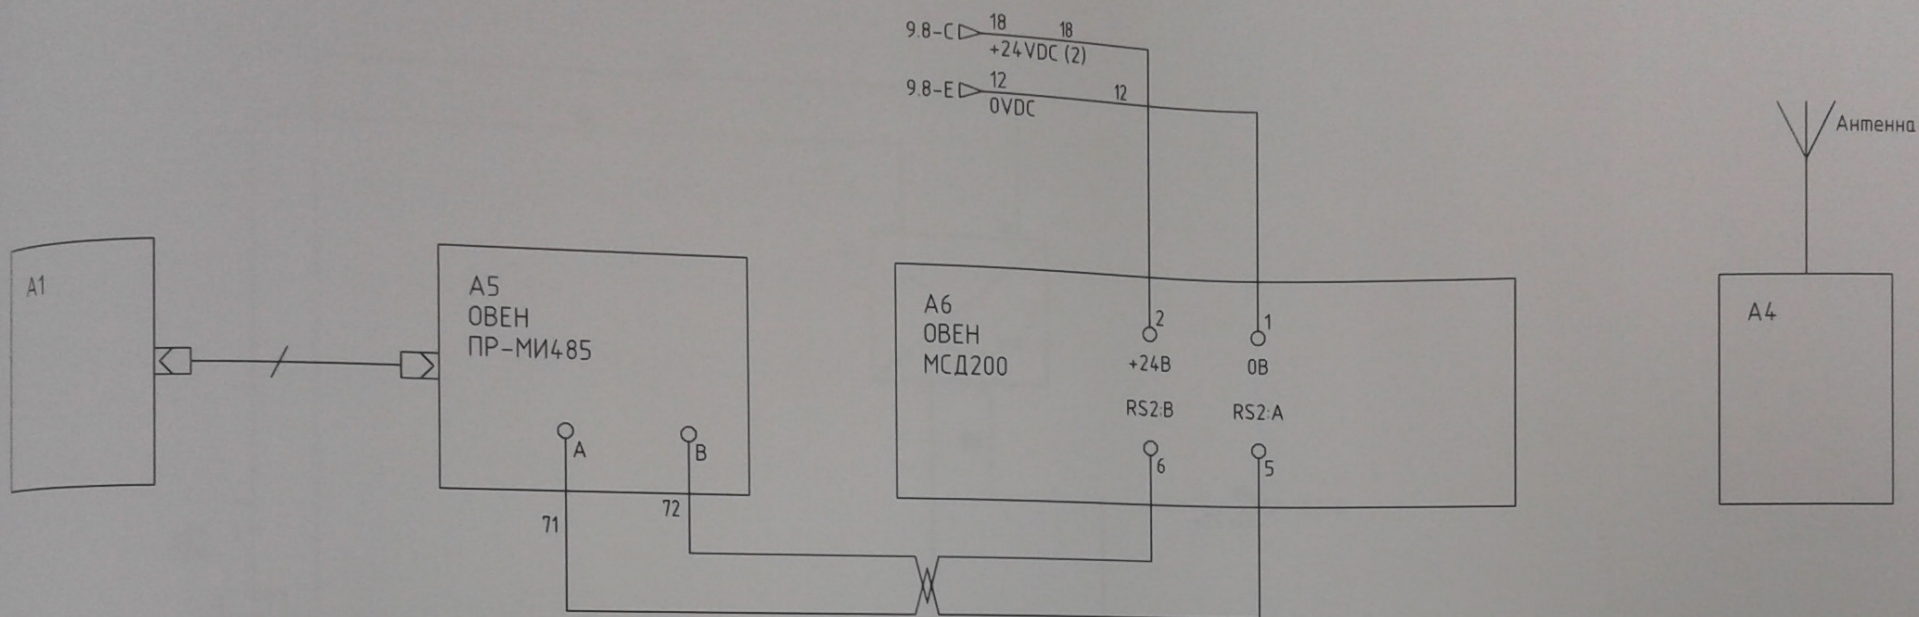 9.8-C
18
18
+24VDC (2)
9.8-E
12
12
0VDC
Антенна
A1
A5
ОВЕН
ПР-МИ485
A
B
71
72
A6
ОВЕН
МСД200
2
1
+24В
0В
RS2:B
RS2:A
6
5
A4